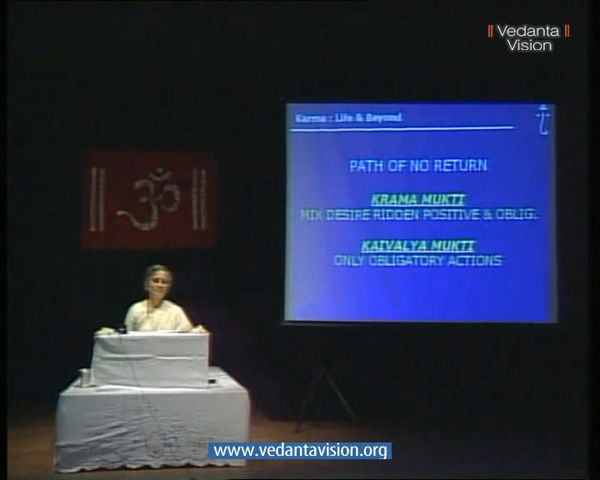 || Vedanta ||
Vision
Karma : Life & Beyond
PATH OF NO RETURN
KRAMA MUKTI
MIX DESIRE RIDDEN POSITIVE & OBLIG.
KAIVALYA MUKTI
ONLY OBLIGATORY ACTIONS
|| ॐ ||
www.vedantavision.org